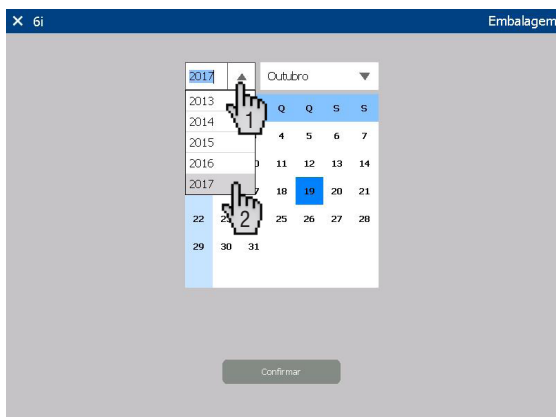 ✕ 6i Embalagem
2017 ▲ Outubro ▼
2013 Q Q S S
1
2014 4 5 6 7
2015
2016 11 12 13 14
2017 18 19 20 21
22 2 25 26 27 28
29 30 31
Confirmar